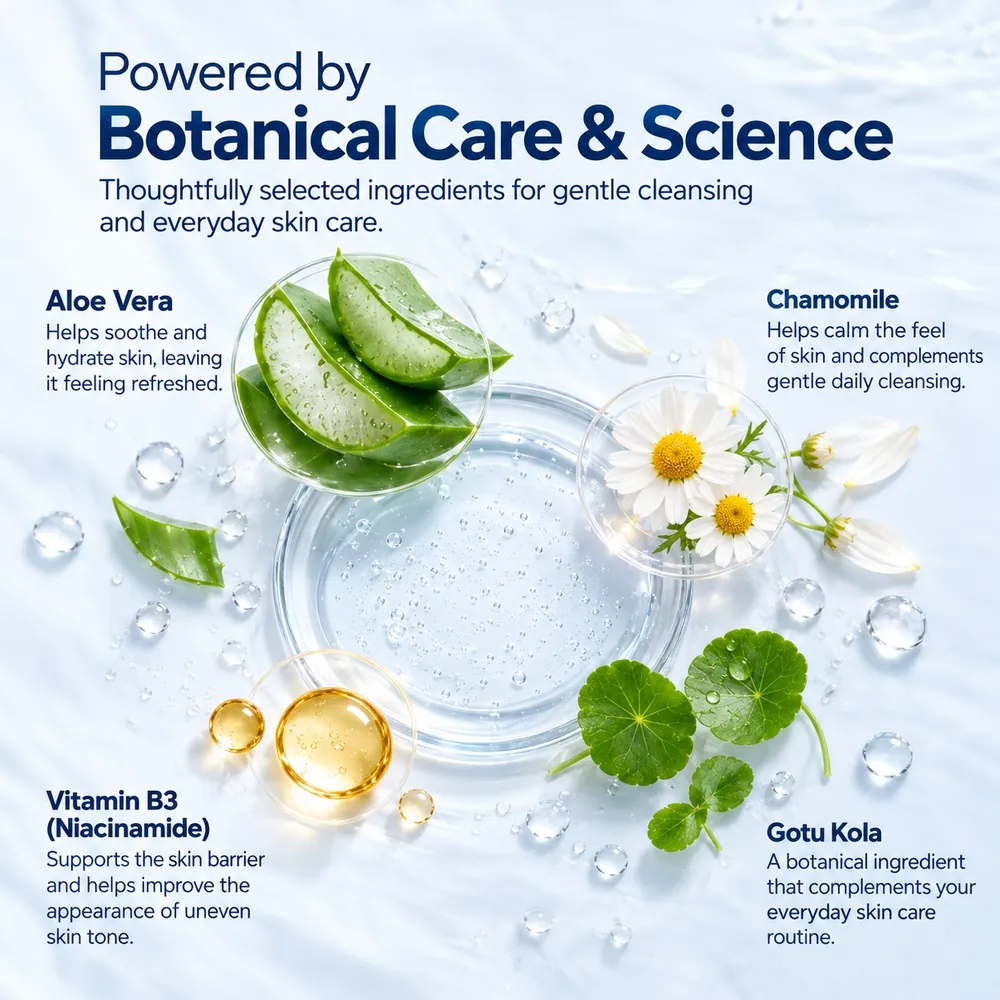 Powered by
Botanical Care & Science
Thoughtfully selected ingredients for gentle cleansing
and everyday skin care.
Aloe Vera
Helps soothe and
hydrate skin, leaving
it feeling refreshed.
Chamomile
Helps calm the feel
of skin and complements
gentle daily cleansing.
Vitamin B3
(Niacinamide)
Supports the skin barrier
and helps improve the
appearance of uneven
skin tone.
Gotu Kola
A botanical ingredient
that complements your
everyday skin care
routine.